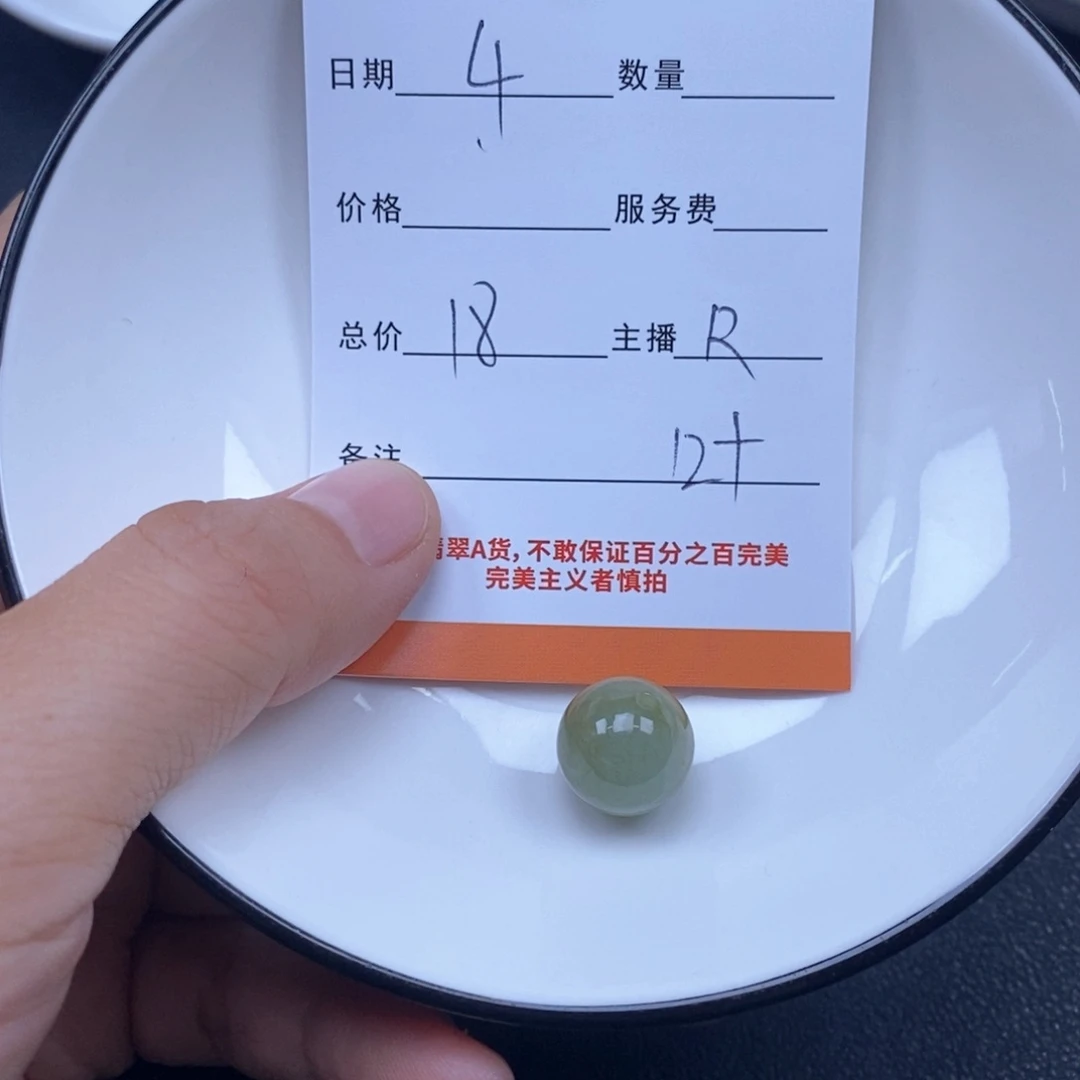 日期 4 数量
价格 服务费
总价 18 主播 R
备注 12+
翡翠A货，不敢保证百分之百完美
完美主义者慎拍